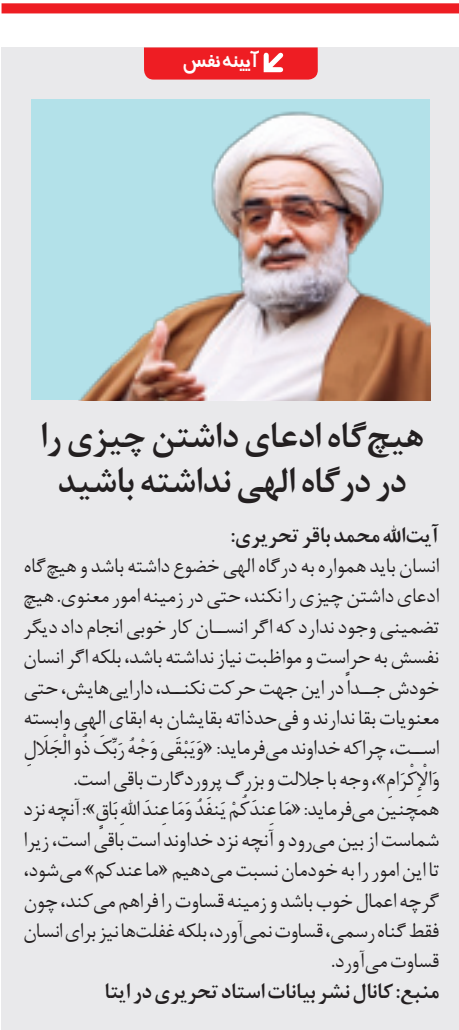 آیینه نفس
هیچ‌گاه ادعای داشتن چیزی را
در درگاه الهی نداشته باشید
آیت‌الله محمدباقر تحریری:
انسان باید همواره به درگاه الهی خضوع داشته باشد و هیچ‌گاه
ادعای داشتن چیزی را نکند، حتی در زمینه امور معنوی. هیچ
تضمینی وجود ندارد که اگر انســان کار خوبی انجام داد دیگر
نفسش به حراست و مواظبت نیاز نداشته باشد، بلکه اگر انسان
خودش جــداً در این جهت حرکت نکنــد، دارایی‌هایش، حتی
معنویات بقا ندارند و فی‌حدذاته بقایشان به ابقای الهی وابسته
اســت، چراکه خداوند می‌فرماید: «وَیَبْقَی وَجْهُ رَبِّکَ ذُو الْجَلَالِ
وَالْإِکْرَامِ»، وجه با جلالت و بزرگ پروردگارت باقی است.
همچنین می‌فرماید: «مَا عِندَکُمْ یَنفَدُ وَمَا عِندَ اللهِ بَاقٍ»: آنچه نزد
شماست از بین می‌رود و آنچه نزد خداوند است باقی است، زیرا
تا این امور را به خودمان نسبت می‌دهیم «ما عندکم» می‌شود،
گرچه اعمال خوب باشد و زمینه قساوت را فراهم می‌کند، چون
فقط گناه رسمی، قساوت نمی‌آورد، بلکه غفلت‌ها نیز برای انسان
قساوت می‌آورد.
منبع: کانال نشر بیانات استاد تحریری در ایتا